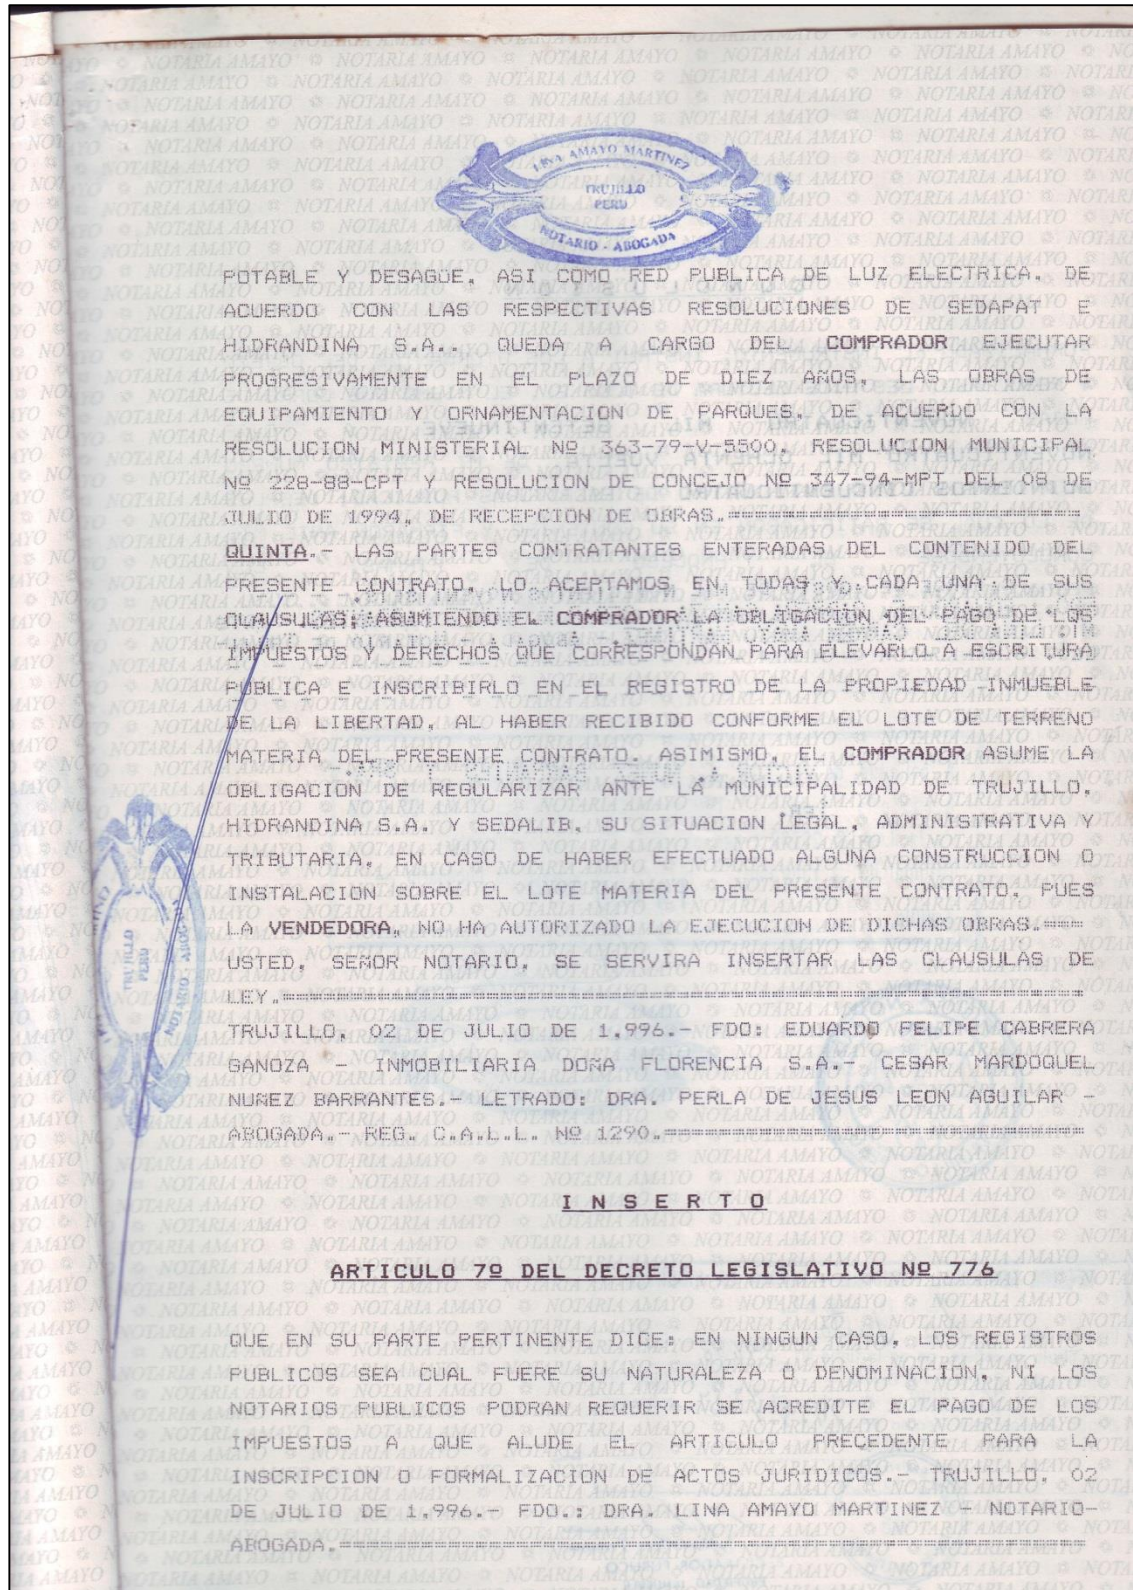 LINA AMAYO MARTINEZ
TRUJILLO
PERU
NOTARIO - ABOGADA
POTABLE Y DESAGUE, ASI COMO RED PUBLICA DE LUZ ELECTRICA, DE
ACUERDO CON LAS RESPECTIVAS RESOLUCIONES DE SEDAPAT E
HIDRANDINA S.A.. QUEDA A CARGO DEL COMPRADOR EJECUTAR
PROGRESIVAMENTE EN EL PLAZO DE DIEZ AÑOS, LAS OBRAS DE
EQUIPAMIENTO Y ORNAMENTACION DE PARQUES, DE ACUERDO CON LA
RESOLUCION MINISTERIAL Nº 363-79-V-5500, RESOLUCION MUNICIPAL
Nº 228-88-CPT Y RESOLUCION DE CONCEJO Nº 347-94-MPT DEL 08 DE
JULIO DE 1994, DE RECEPCION DE OBRAS.==============================
QUINTA.- LAS PARTES CONTRATANTES ENTERADAS DEL CONTENIDO DEL
PRESENTE CONTRATO, LO ACEPTAMOS EN TODAS Y CADA UNA DE SUS
CLAUSULAS; ASUMIENDO EL COMPRADOR LA OBLIGACION DEL PAGO DE LOS
IMPUESTOS Y DERECHOS QUE CORRESPONDAN PARA ELEVARLO A ESCRITURA
PUBLICA E INSCRIBIRLO EN EL REGISTRO DE LA PROPIEDAD INMUEBLE
DE LA LIBERTAD, AL HABER RECIBIDO CONFORME EL LOTE DE TERRENO
MATERIA DEL PRESENTE CONTRATO. ASIMISMO, EL COMPRADOR ASUME LA
OBLIGACION DE REGULARIZAR ANTE LA MUNICIPALIDAD DE TRUJILLO,
HIDRANDINA S.A. Y SEDALIB, SU SITUACION LEGAL, ADMINISTRATIVA Y
TRIBUTARIA, EN CASO DE HABER EFECTUADO ALGUNA CONSTRUCCION O
INSTALACION SOBRE EL LOTE MATERIA DEL PRESENTE CONTRATO, PUES
LA VENDEDORA, NO HA AUTORIZADO LA EJECUCION DE DICHAS OBRAS.===
USTED, SEÑOR NOTARIO, SE SERVIRA INSERTAR LAS CLAUSULAS DE
LEY.==============================================================
TRUJILLO, 02 DE JULIO DE 1,996.- FDO: EDUARDO FELIPE CABRERA
GANOZA - INMOBILIARIA DOÑA FLORENCIA S.A.- CESAR MARDOQUEL
NUÑEZ BARRANTES.- LETRADO: DRA. PERLA DE JESUS LEON AGUILAR -
ABOGADA.- REG. C.A.L.L. Nº 1290.================================
TRUJILLO
PERU
NOTARIO ABOGADA
INSERTO
ARTICULO 7º DEL DECRETO LEGISLATIVO Nº 776
QUE EN SU PARTE PERTINENTE DICE: EN NINGUN CASO, LOS REGISTROS
PUBLICOS SEA CUAL FUERE SU NATURALEZA O DENOMINACION, NI LOS
NOTARIOS PUBLICOS PODRAN REQUERIR SE ACREDITE EL PAGO DE LOS
IMPUESTOS A QUE ALUDE EL ARTICULO PRECEDENTE PARA LA
INSCRIPCION O FORMALIZACION DE ACTOS JURIDICOS.- TRUJILLO, 02
DE JULIO DE 1,996.- FDO.: DRA. LINA AMAYO MARTINEZ - NOTARIO-
ABOGADA.=========================================================